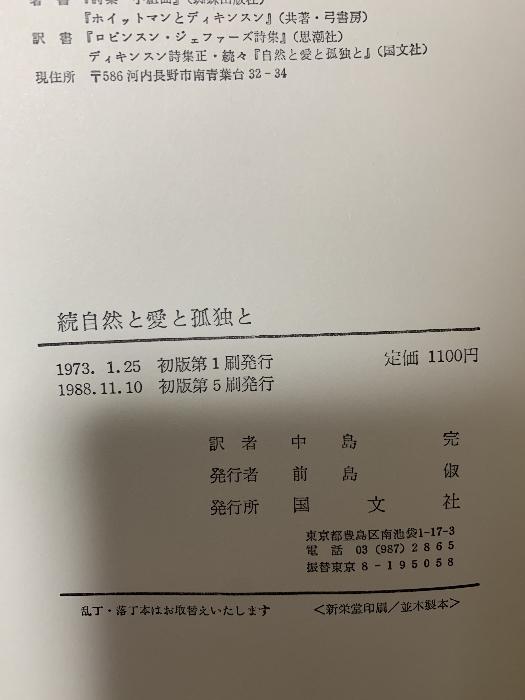 『ホイットマンとディキンスン』(共著・弓書房)
訳 書 『ロビンスン・ジェファーズ詩集』(思潮社)
ディキンスン詩集正・続々『自然と愛と孤独と』(国文社)
現住所 〒586 河内長野市南青葉台 32-34
続自然と愛と孤独と
1973. 1.25 初版第1刷発行 定価 1100円
1988.11.10 初版第5刷発行
訳 者 中 島 完
発行者 前 島 俶
発行所 国 文 社
東京都豊島区南池袋1-17-3
電 話 03 (987) 2865
振替東京 8-195058
乱丁・落丁本はお取替えいたします <新栄堂印刷/並木製本>